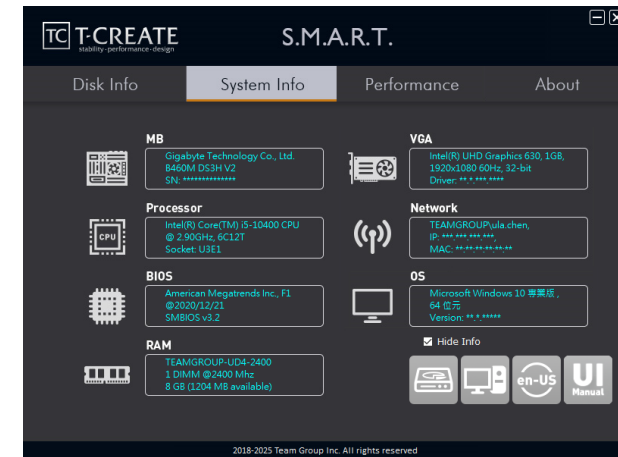 TC T-CREATE
stability·performance·design
S.M.A.R.T.
Disk Info
System Info
Performance
About
MB
Gigabyte Technology Co., Ltd.
B460M DS3H V2
SN: **************
Processor
Intel(R) Core(TM) i5-10400 CPU
@ 2.90GHz, 6C12T
Socket: U3E1
CPU
BIOS
American Megatrends Inc., F1
@2020/12/21
SMBIOS v3.2
RAM
TEAMGROUP-UD4-2400
1 DIMM @2400 Mhz
8 GB (1204 MB available)
VGA
Intel(R) UHD Graphics 630, 1GB,
1920x1080 60Hz, 32-bit
Driver: **.*.***.****
Network
TEAMGROUP\ula.chen,
IP: ***.***.***.***,
MAC: **:**:**:**:**:**
OS
Microsoft Windows 10 專業版 ,
64 位元
Version: **.*.*****
Hide Info
en-US
UI
Manual
2018-2025 Team Group Inc. All rights reserved